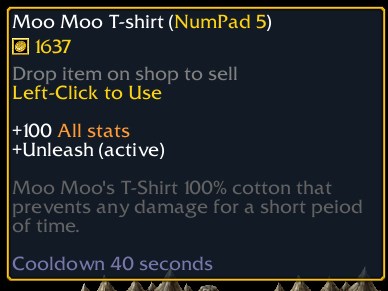 Moo Moo T-shirt (NumPad 5)
1637
Drop item on shop to sell
Left-Click to Use
+100 All stats
+Unleash (active)
Moo Moo's T-Shirt 100% cotton that
prevents any damage for a short peiod
of time.
Cooldown 40 seconds